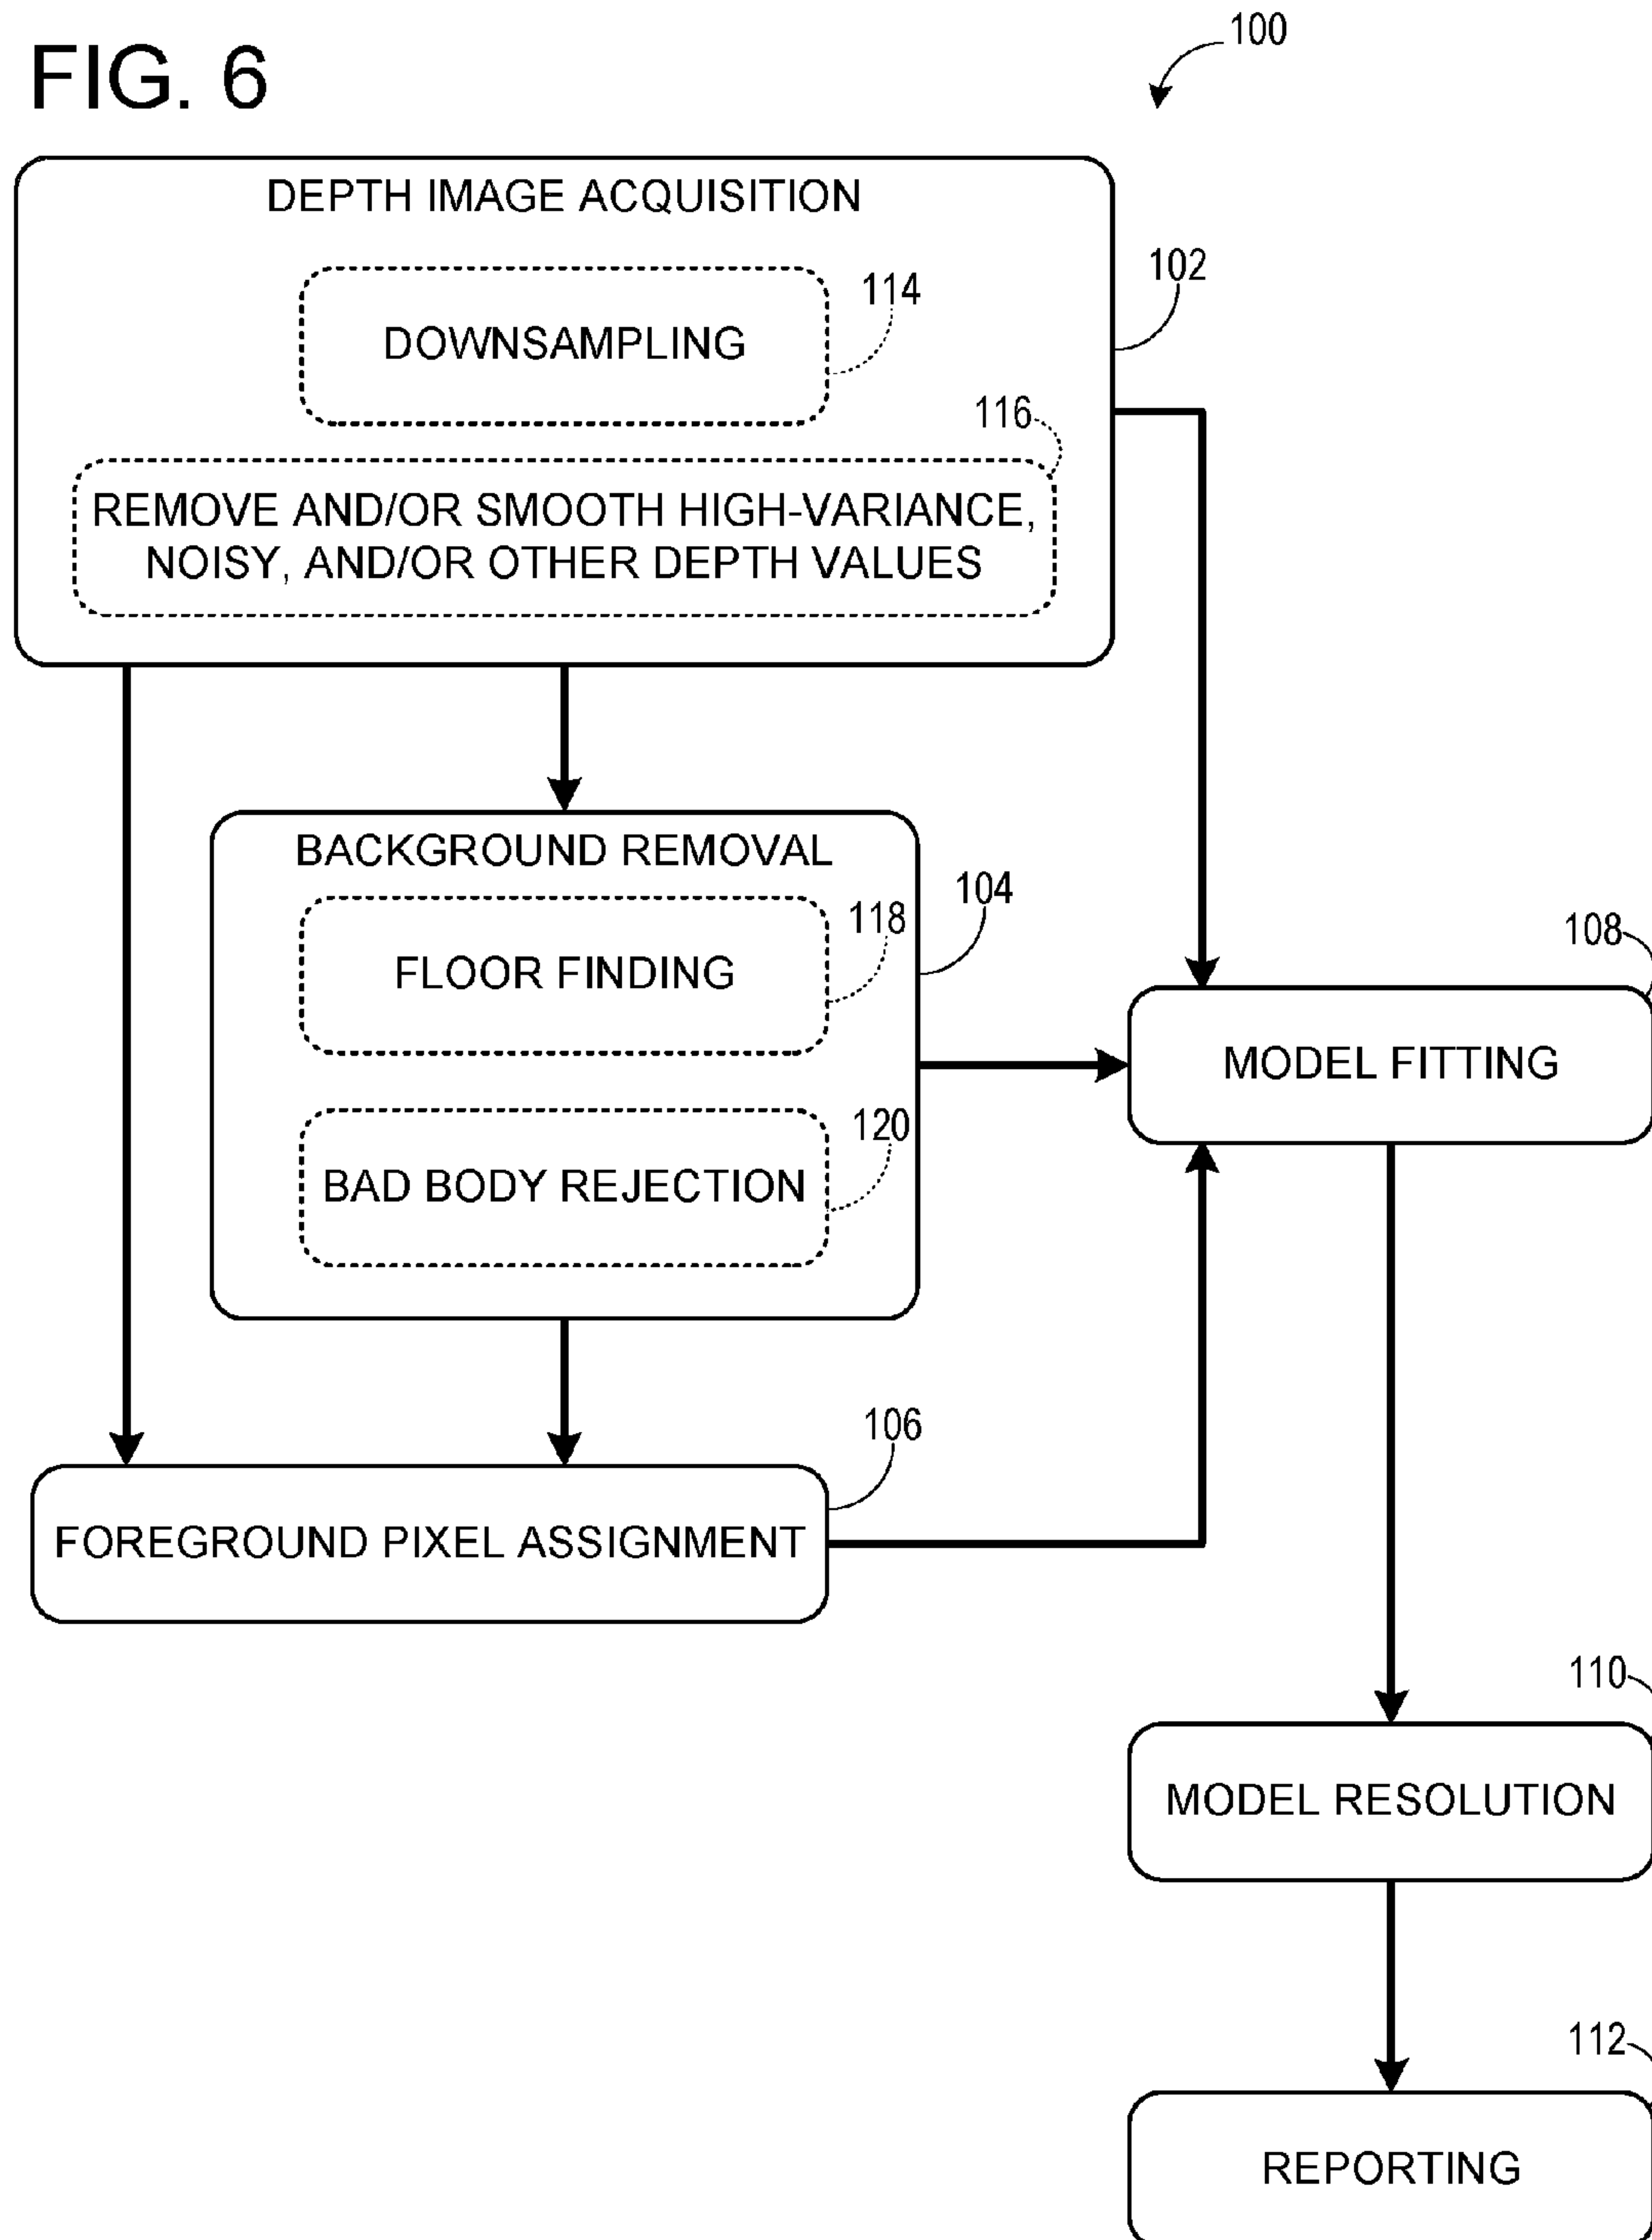 FIG. 6
100
DEPTH IMAGE ACQUISITION
102
DOWNSAMPLING
114
116
REMOVE AND/OR SMOOTH HIGH-VARIANCE,
NOISY, AND/OR OTHER DEPTH VALUES
BACKGROUND REMOVAL
104
FLOOR FINDING
118
BAD BODY REJECTION
120
108
MODEL FITTING
106
FOREGROUND PIXEL ASSIGNMENT
110
MODEL RESOLUTION
112
REPORTING